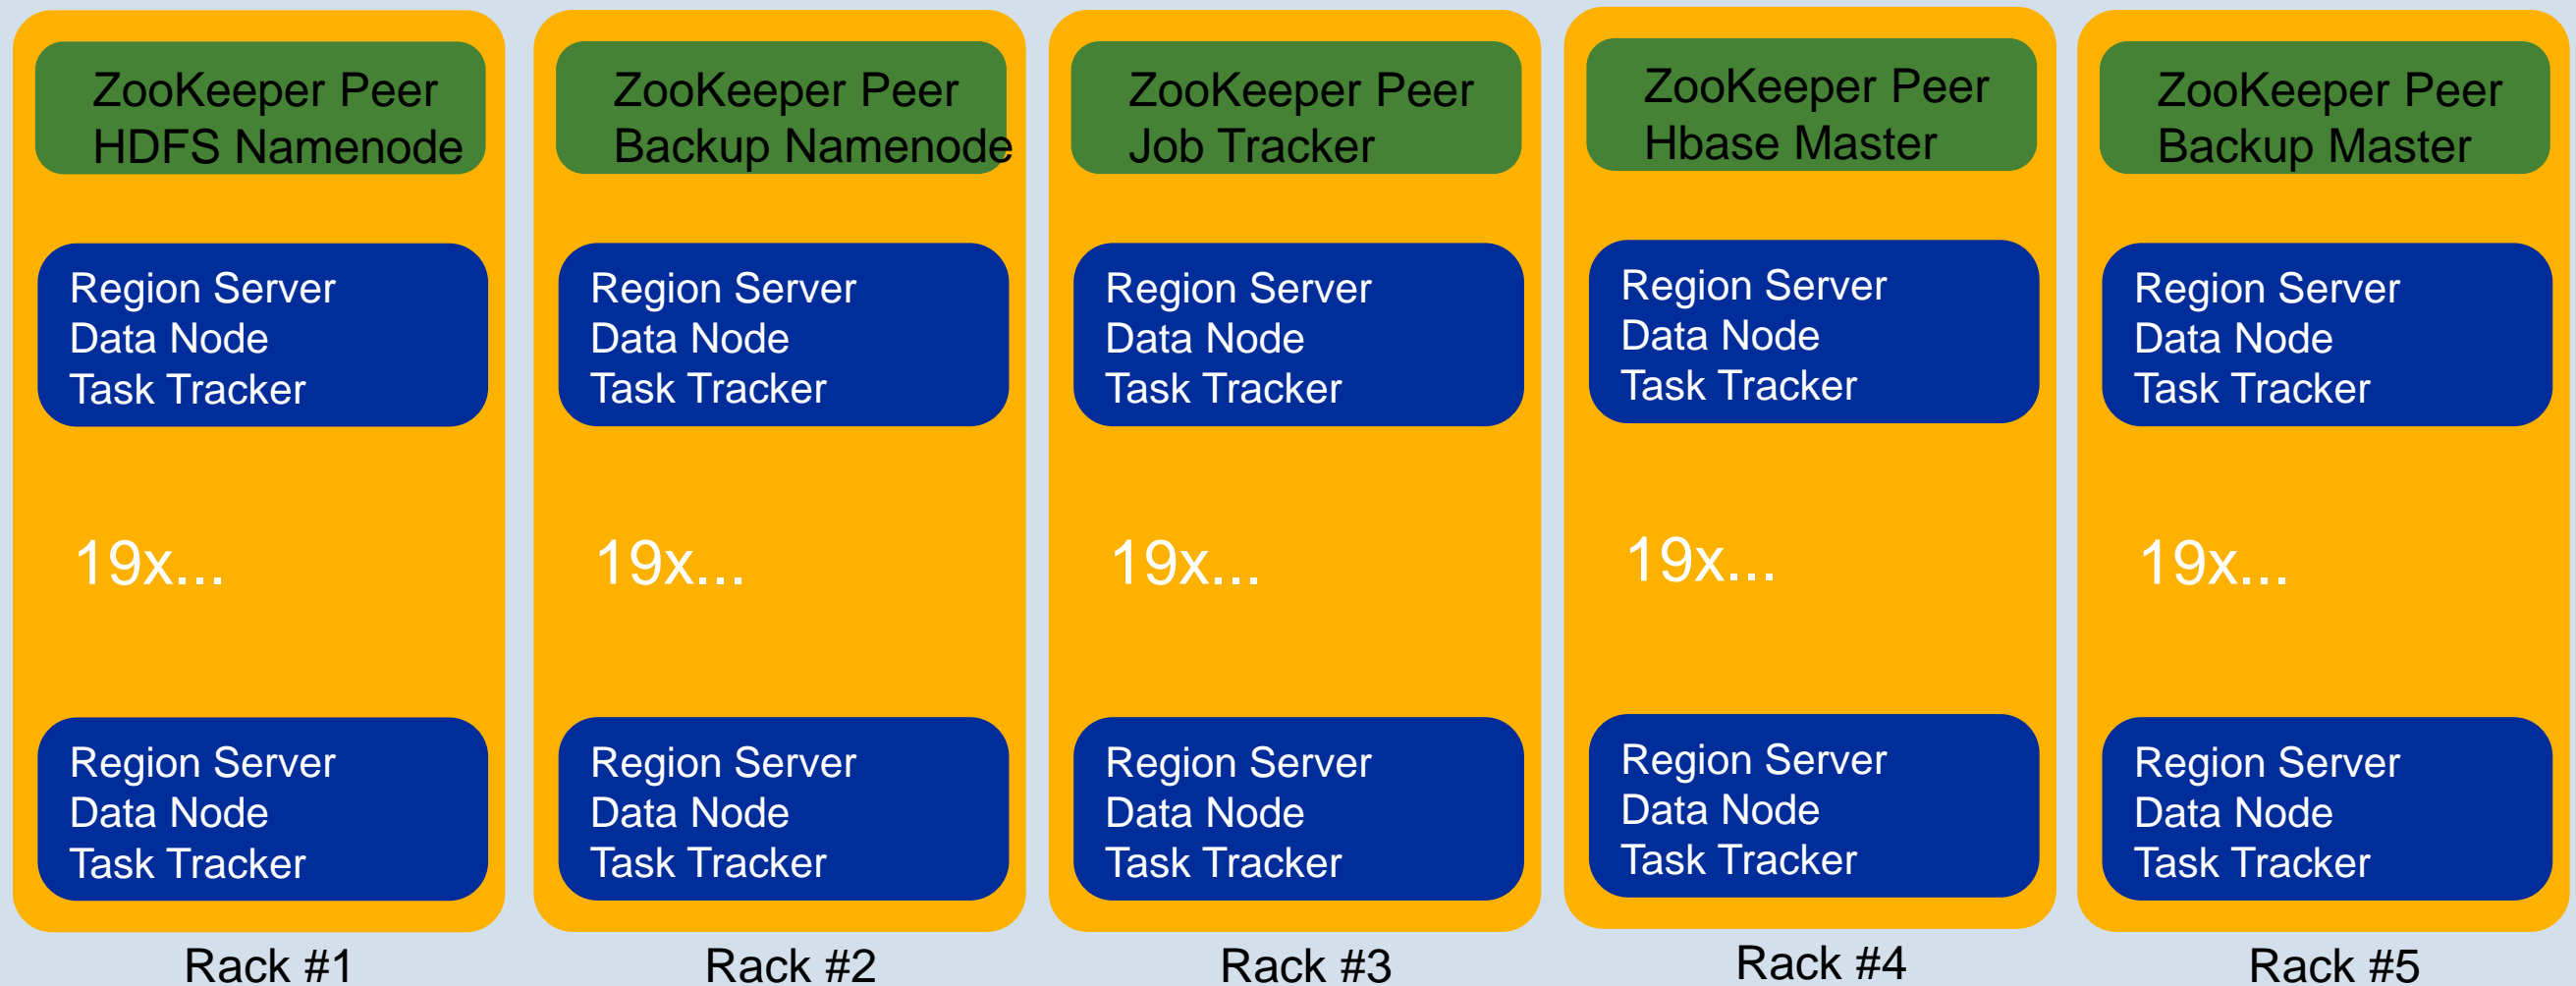 ZooKeeper Peer
HDFS Namenode
Region Server
Data Node
Task Tracker
19x...
Region Server
Data Node
Task Tracker
Rack #1
ZooKeeper Peer
Backup Namenode
Region Server
Data Node
Task Tracker
19x...
Region Server
Data Node
Task Tracker
Rack #2
ZooKeeper Peer
Job Tracker
Region Server
Data Node
Task Tracker
19x...
Region Server
Data Node
Task Tracker
Rack #3
ZooKeeper Peer
Hbase Master
Region Server
Data Node
Task Tracker
19x...
Region Server
Data Node
Task Tracker
Rack #4
ZooKeeper Peer
Backup Master
Region Server
Data Node
Task Tracker
19x...
Region Server
Data Node
Task Tracker
Rack #5